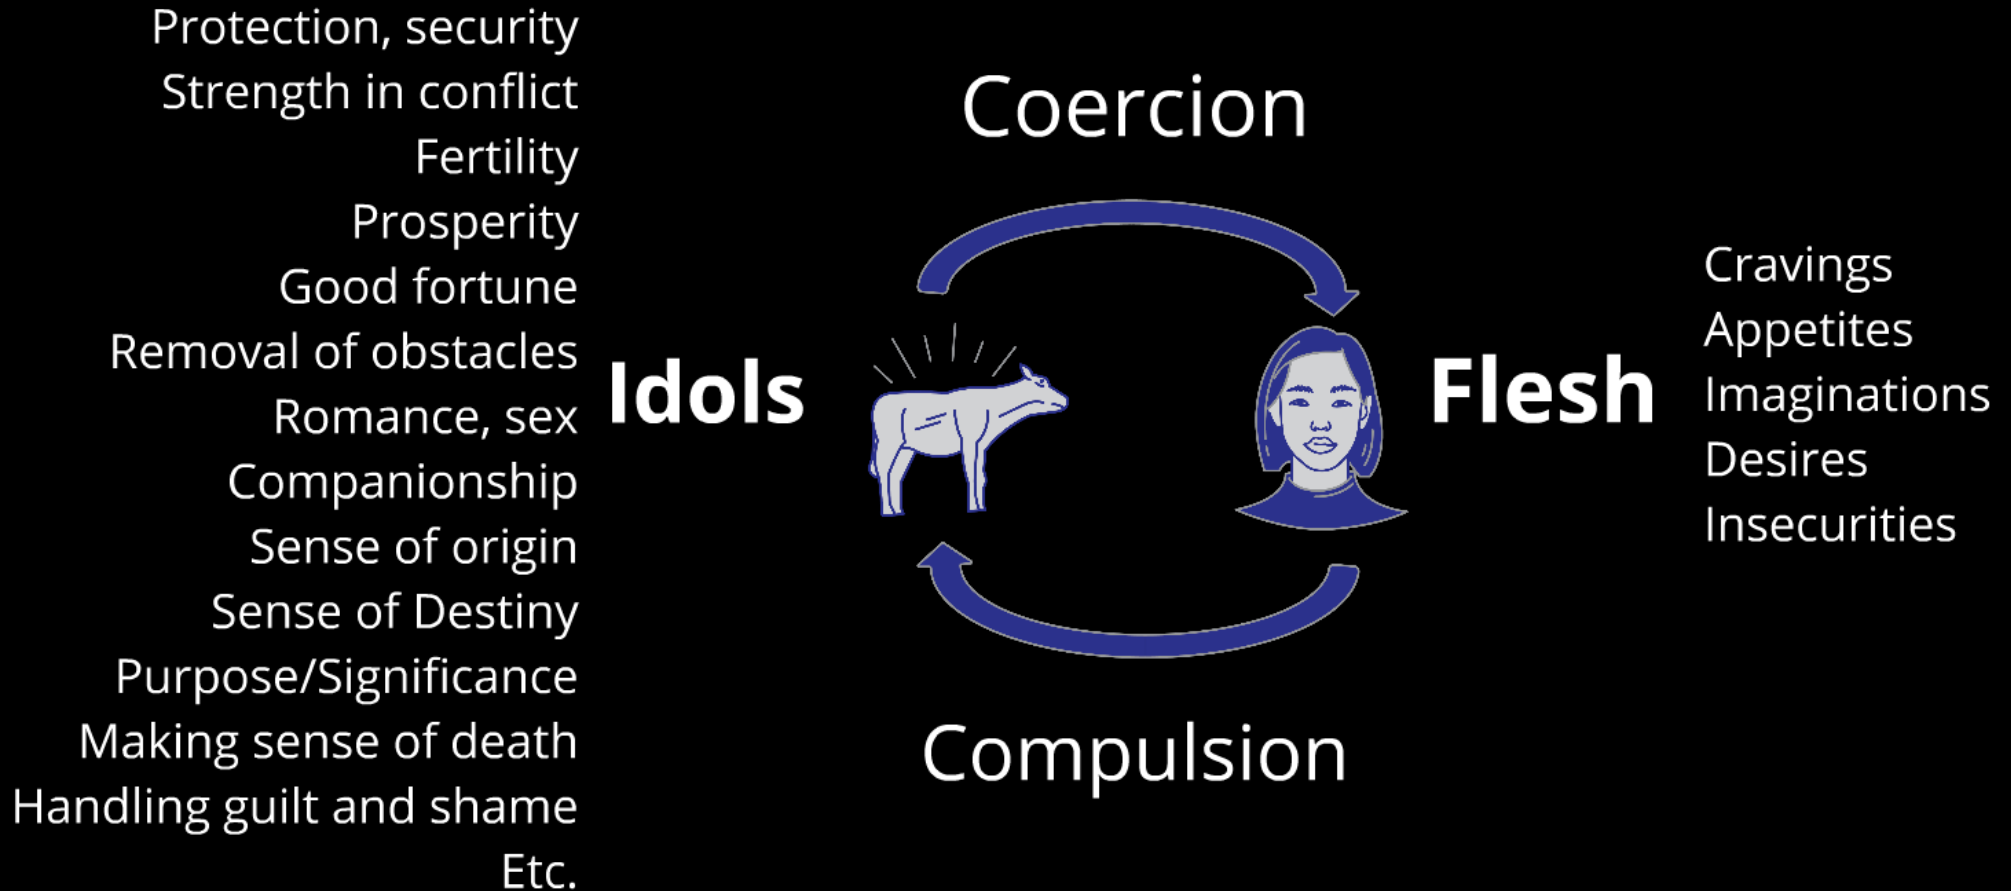 Protection, security
Strength in conflict
Fertility
Prosperity
Good fortune
Removal of obstacles
Romance, sex
Companionship
Sense of origin
Sense of Destiny
Purpose/Significance
Making sense of death
Handling guilt and shame
Etc.
Idols
Coercion
Compulsion
Flesh
Cravings
Appetites
Imaginations
Desires
Insecurities